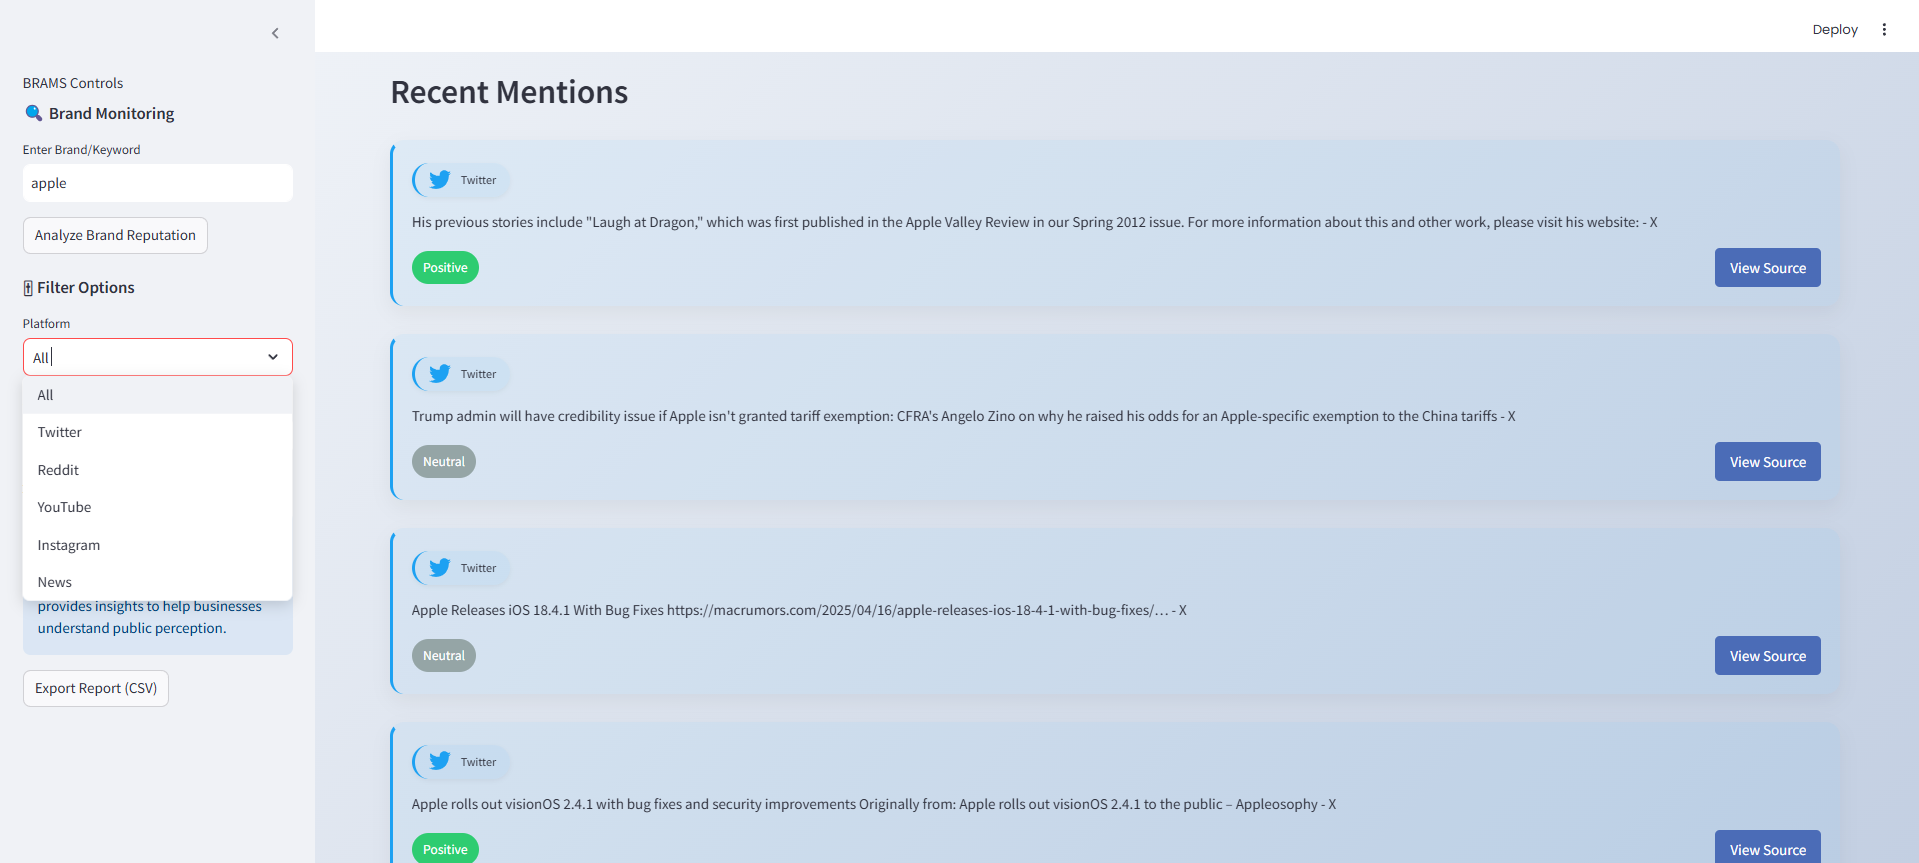 BRAMS Controls
Brand Monitoring
Enter Brand/Keyword
apple
Analyze Brand Reputation
Filter Options
Platform
All
All
Twitter
Reddit
YouTube
Instagram
News
provides insights to help businesses
understand public perception.
Export Report (CSV)
Deploy
Recent Mentions
Twitter
His previous stories include "Laugh at Dragon," which was first published in the Apple Valley Review in our Spring 2012 issue. For more information about this and other work, please visit his website: - X
Positive
View Source
Twitter
Trump admin will have credibility issue if Apple isn't granted tariff exemption: CFRA's Angelo Zino on why he raised his odds for an Apple-specific exemption to the China tariffs - X
Neutral
View Source
Twitter
Apple Releases iOS 18.4.1 With Bug Fixes https://macrumors.com/2025/04/16/apple-releases-ios-18-4-1-with-bug-fixes/… - X
Neutral
View Source
Twitter
Apple rolls out visionOS 2.4.1 with bug fixes and security improvements Originally from: Apple rolls out visionOS 2.4.1 to the public – Appleosophy - X
Positive
View Source